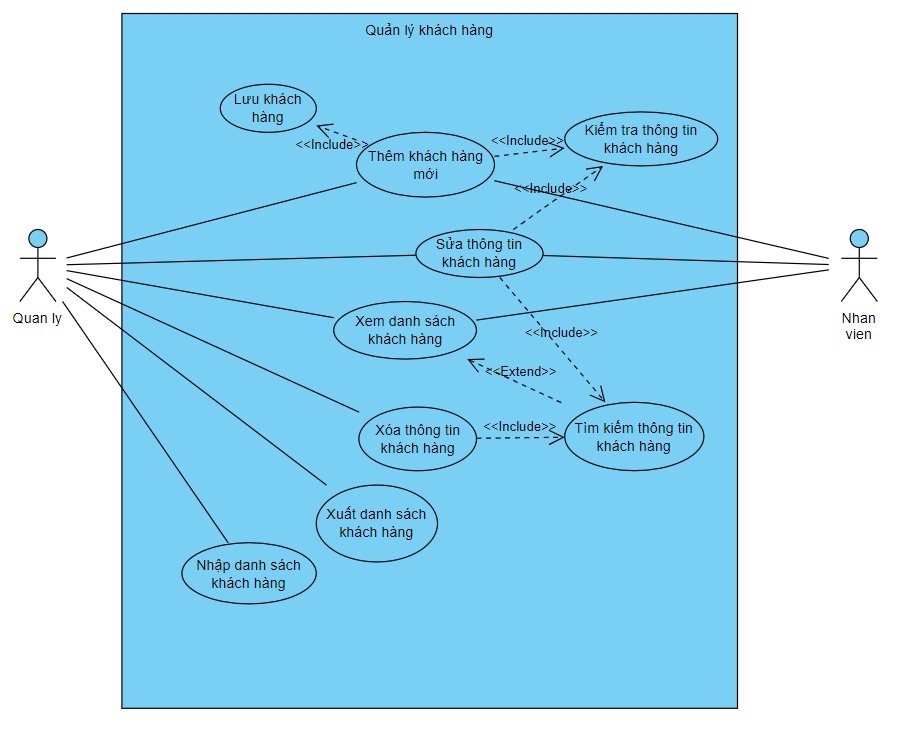 Quản lý khách hàng
Lưu khách
hàng
<<Include>>
Thêm khách hàng
mới
<<Include>>
Kiểm tra thông tin
khách hàng
<<Include>>
Sửa thông tin
khách hàng
Quan ly
Nhan
vien
Xem danh sách
khách hàng
<<Include>>
<<Extend>>
Xóa thông tin
khách hàng
<<Include>>
Tìm kiếm thông tin
khách hàng
Xuất danh sách
khách hàng
Nhập danh sách
khách hàng